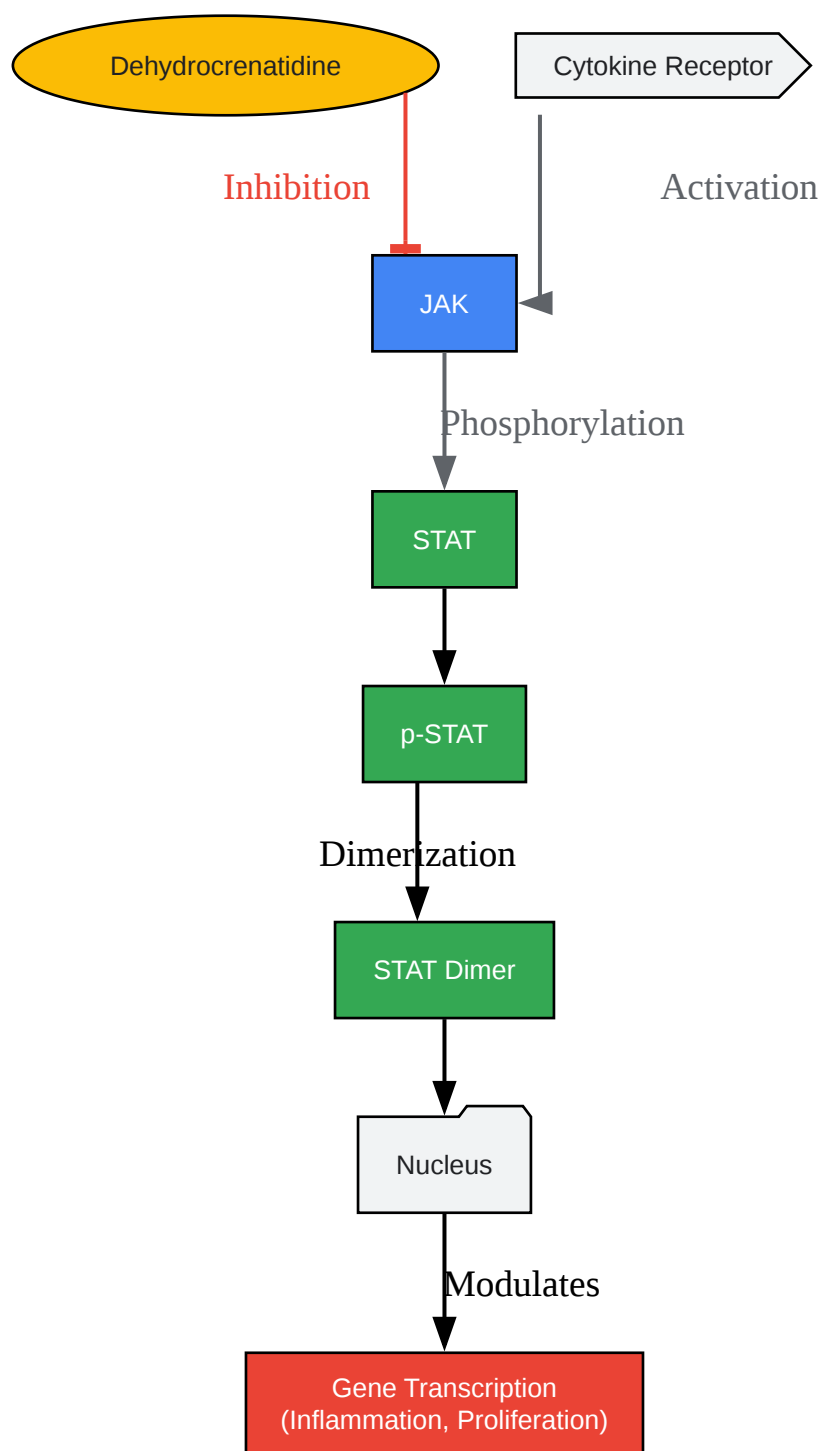 Dehydrocrenatidine
Cytokine Receptor
Inhibition
Activation
JAK
Phosphorylation
STAT
p-STAT
Dimerization
STAT Dimer
Nucleus
Modulates
Gene Transcription
(Inflammation, Proliferation)